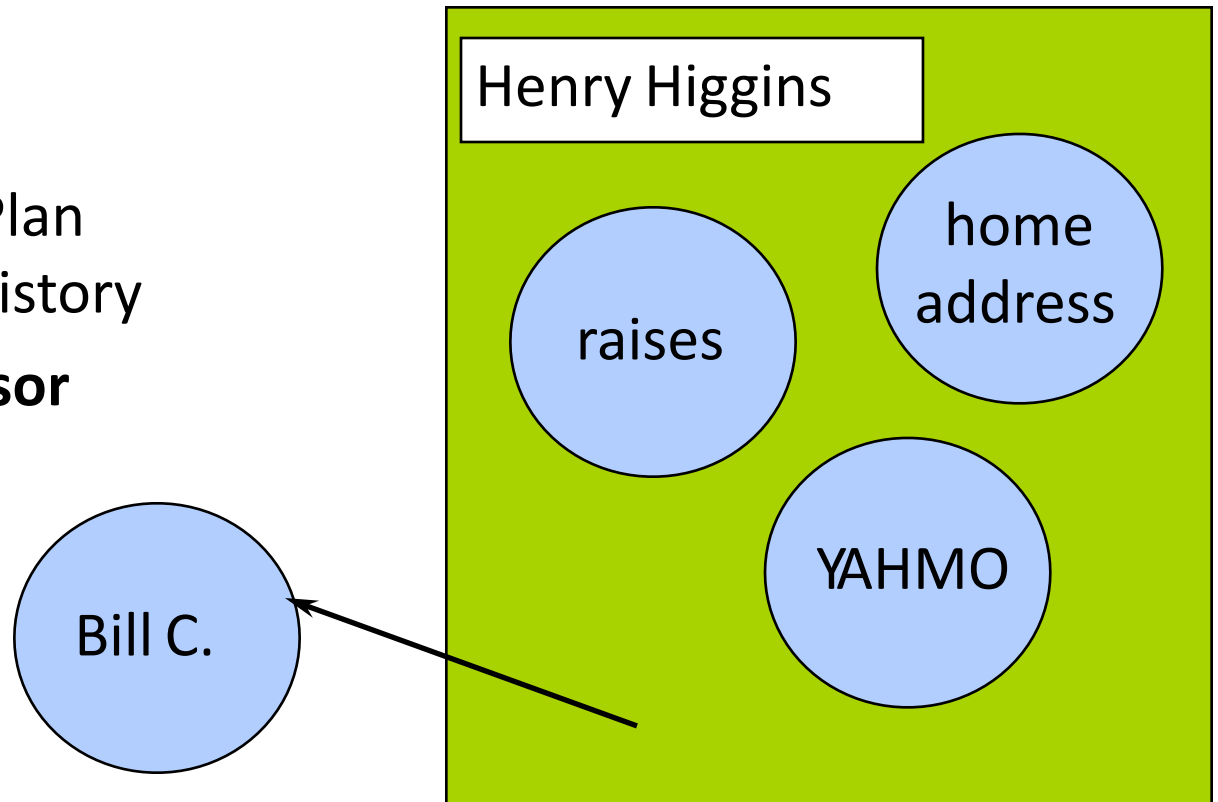 Henry Higgins
Plan
istory
sor
raises
home
address
YAHMO
Bill C.